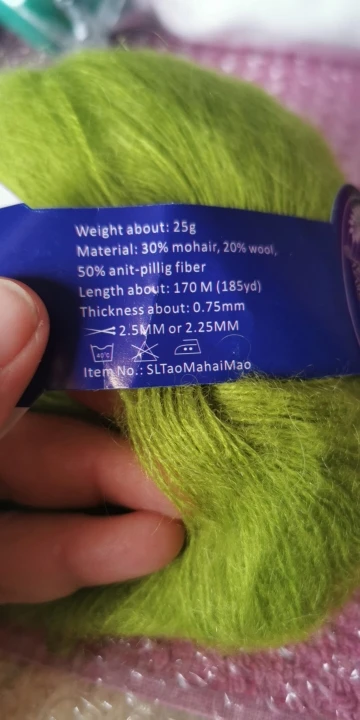 Weight about: 25g
Material: 30% mohair, 20% wool,
50% anit-pillig fiber
Length about: 170 M (185yd)
Thickness about: 0.75mm
2.5MM or 2.25MM
40°C
Item No.: SLTaoMahaiMao